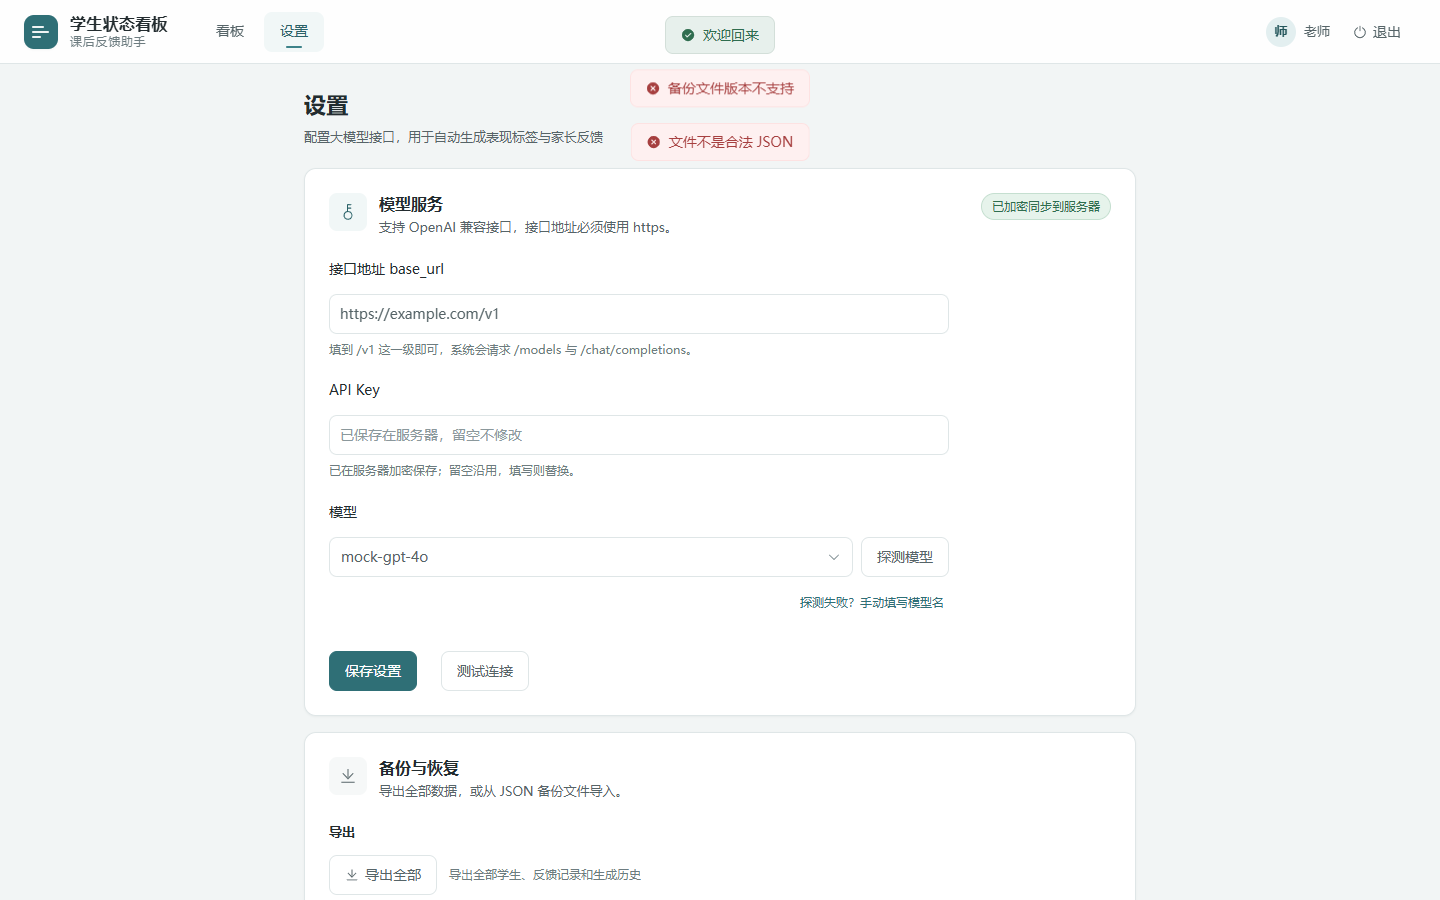 学生状态看板
课后反馈助手
看板
设置
欢迎回来
师
老师
退出
备份文件版本不支持
文件不是合法 JSON
设置
配置大模型接口，用于自动生成表现标签与家长反馈
模型服务
支持 OpenAI 兼容接口，接口地址必须使用 https。
已加密同步到服务器
接口地址 base_url
https://example.com/v1
填到 /v1 这一级即可，系统会请求 /models 与 /chat/completions。
API Key
已保存在服务器，留空不修改
已在服务器加密保存；留空沿用，填写则替换。
模型
mock-gpt-4o
探测模型
探测失败？手动填写模型名
保存设置
测试连接
备份与恢复
导出全部数据，或从 JSON 备份文件导入。
导出
导出全部
导出全部学生、反馈记录和生成历史